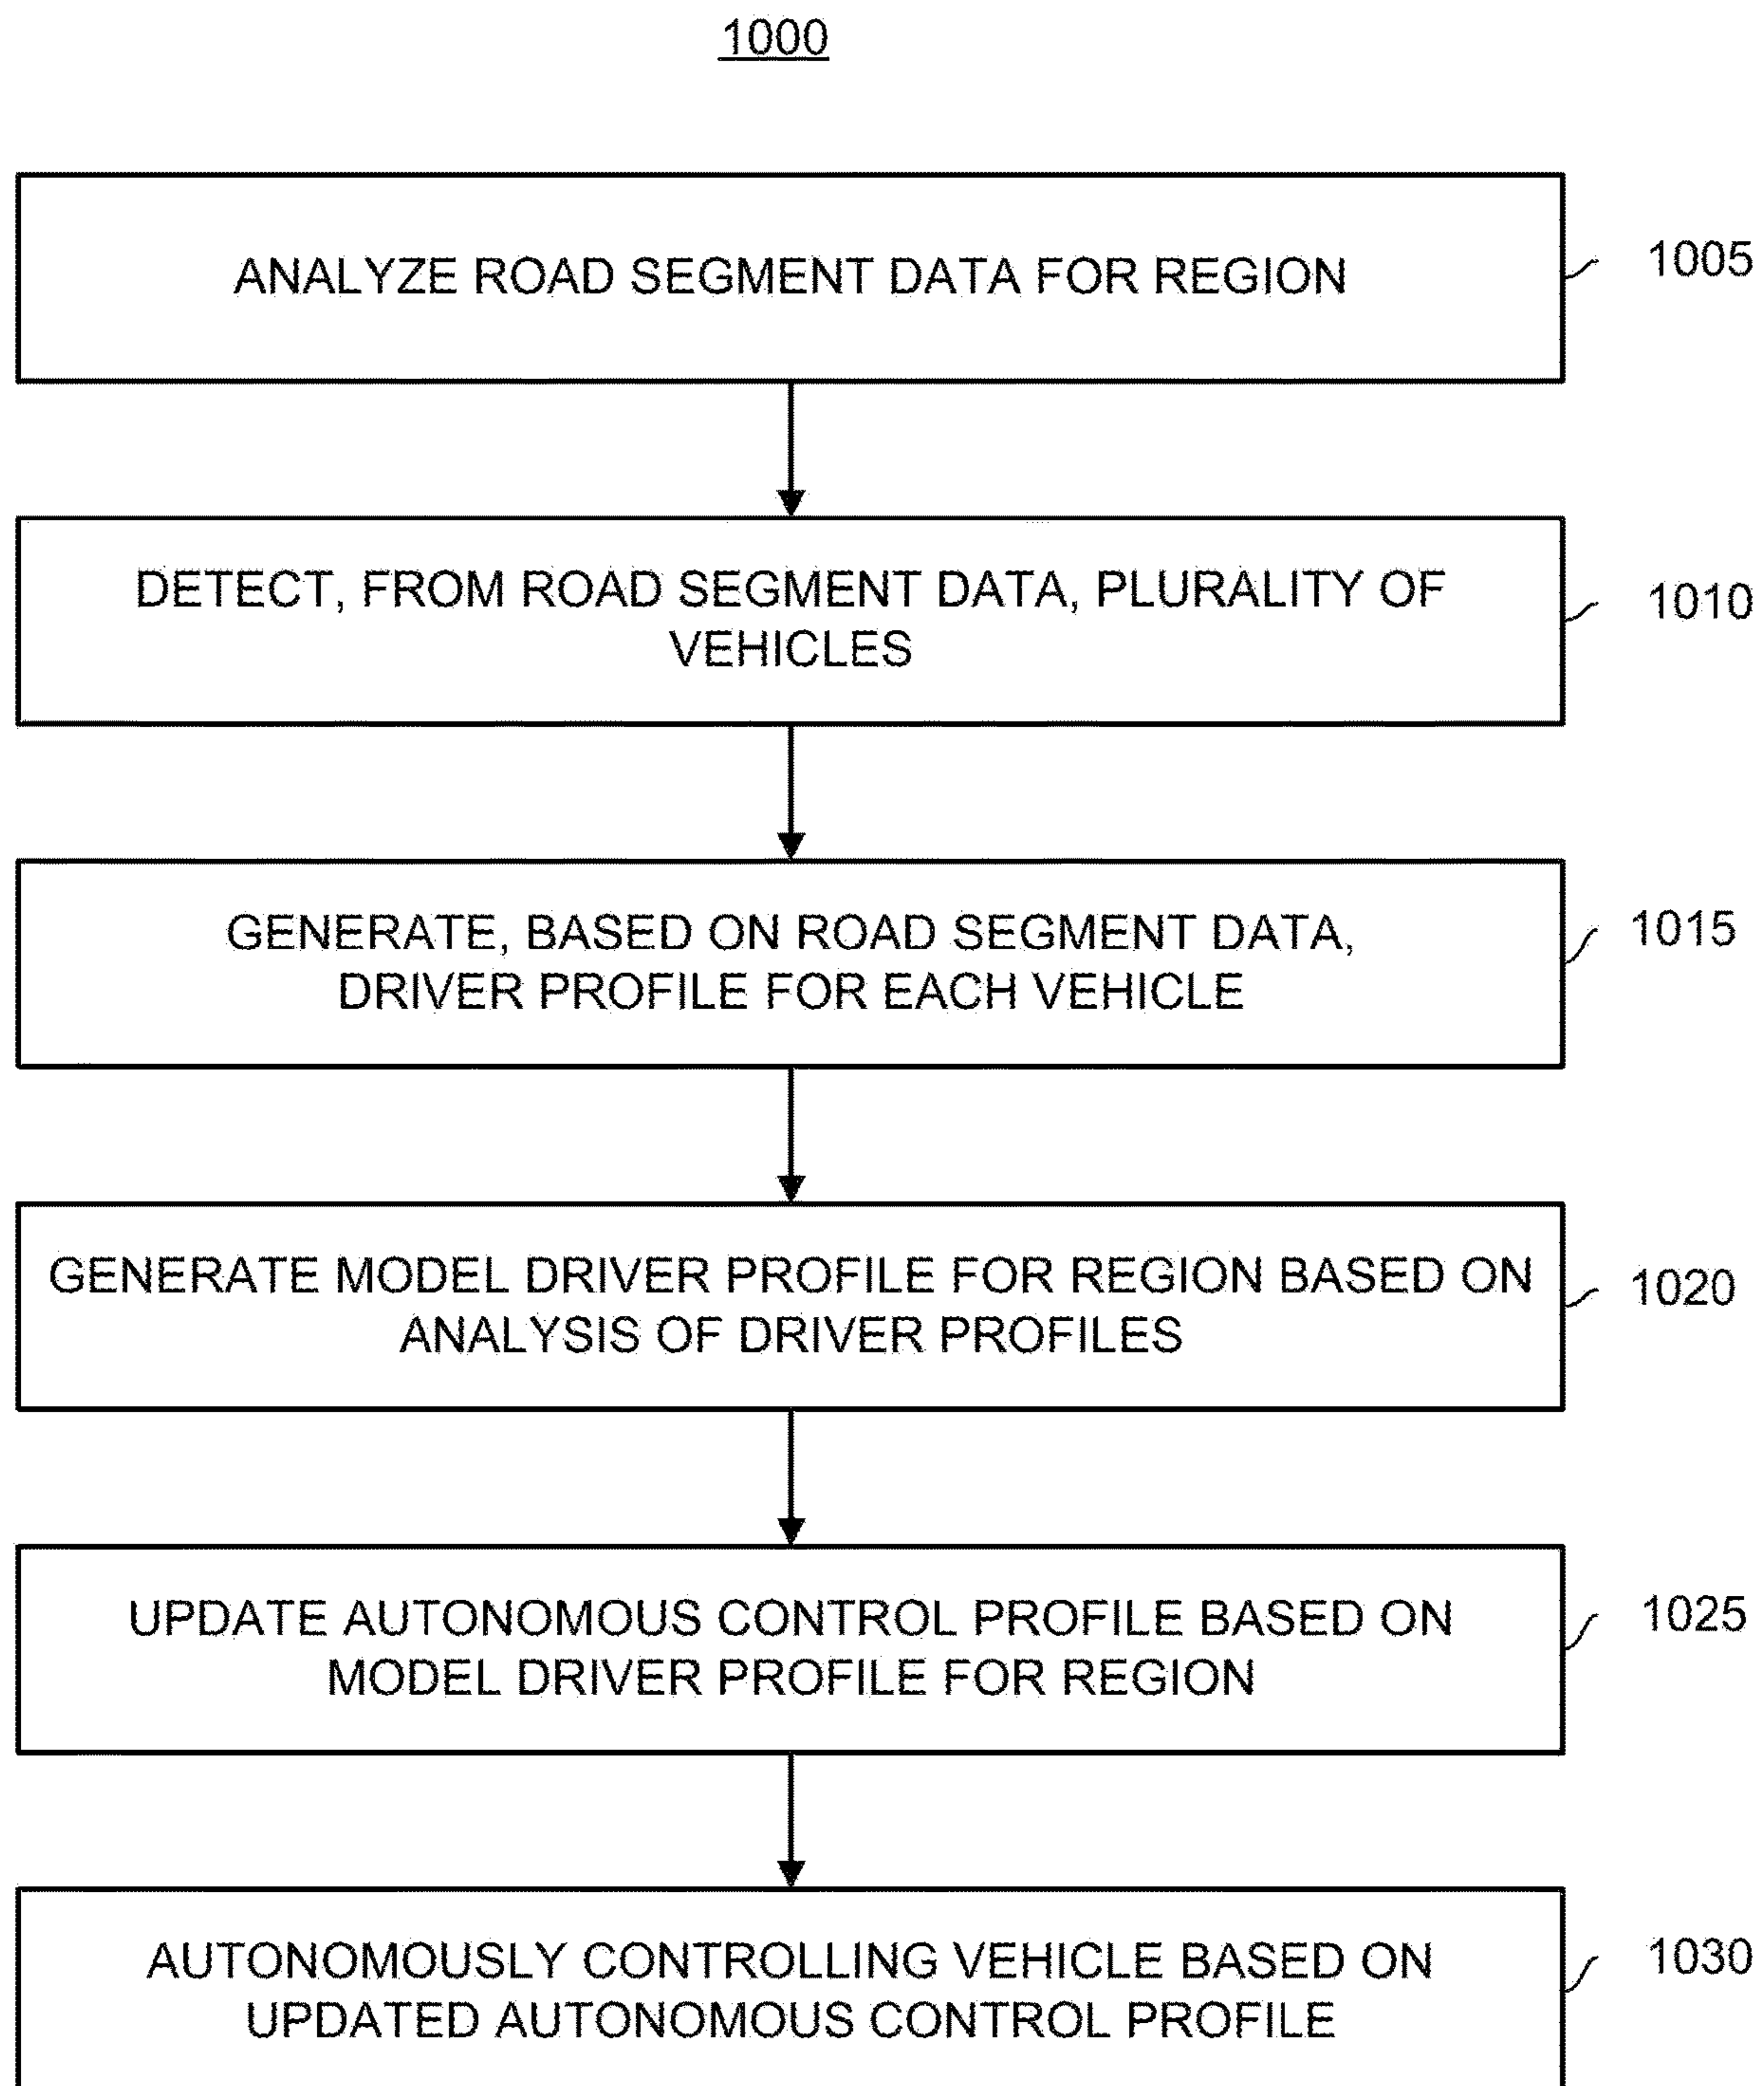 1000
ANALYZE ROAD SEGMENT DATA FOR REGION
1005
DETECT, FROM ROAD SEGMENT DATA, PLURALITY OF
VEHICLES
1010
GENERATE, BASED ON ROAD SEGMENT DATA,
DRIVER PROFILE FOR EACH VEHICLE
1015
GENERATE MODEL DRIVER PROFILE FOR REGION BASED ON
ANALYSIS OF DRIVER PROFILES
1020
UPDATE AUTONOMOUS CONTROL PROFILE BASED ON
MODEL DRIVER PROFILE FOR REGION
1025
AUTONOMOUSLY CONTROLLING VEHICLE BASED ON
UPDATED AUTONOMOUS CONTROL PROFILE
1030